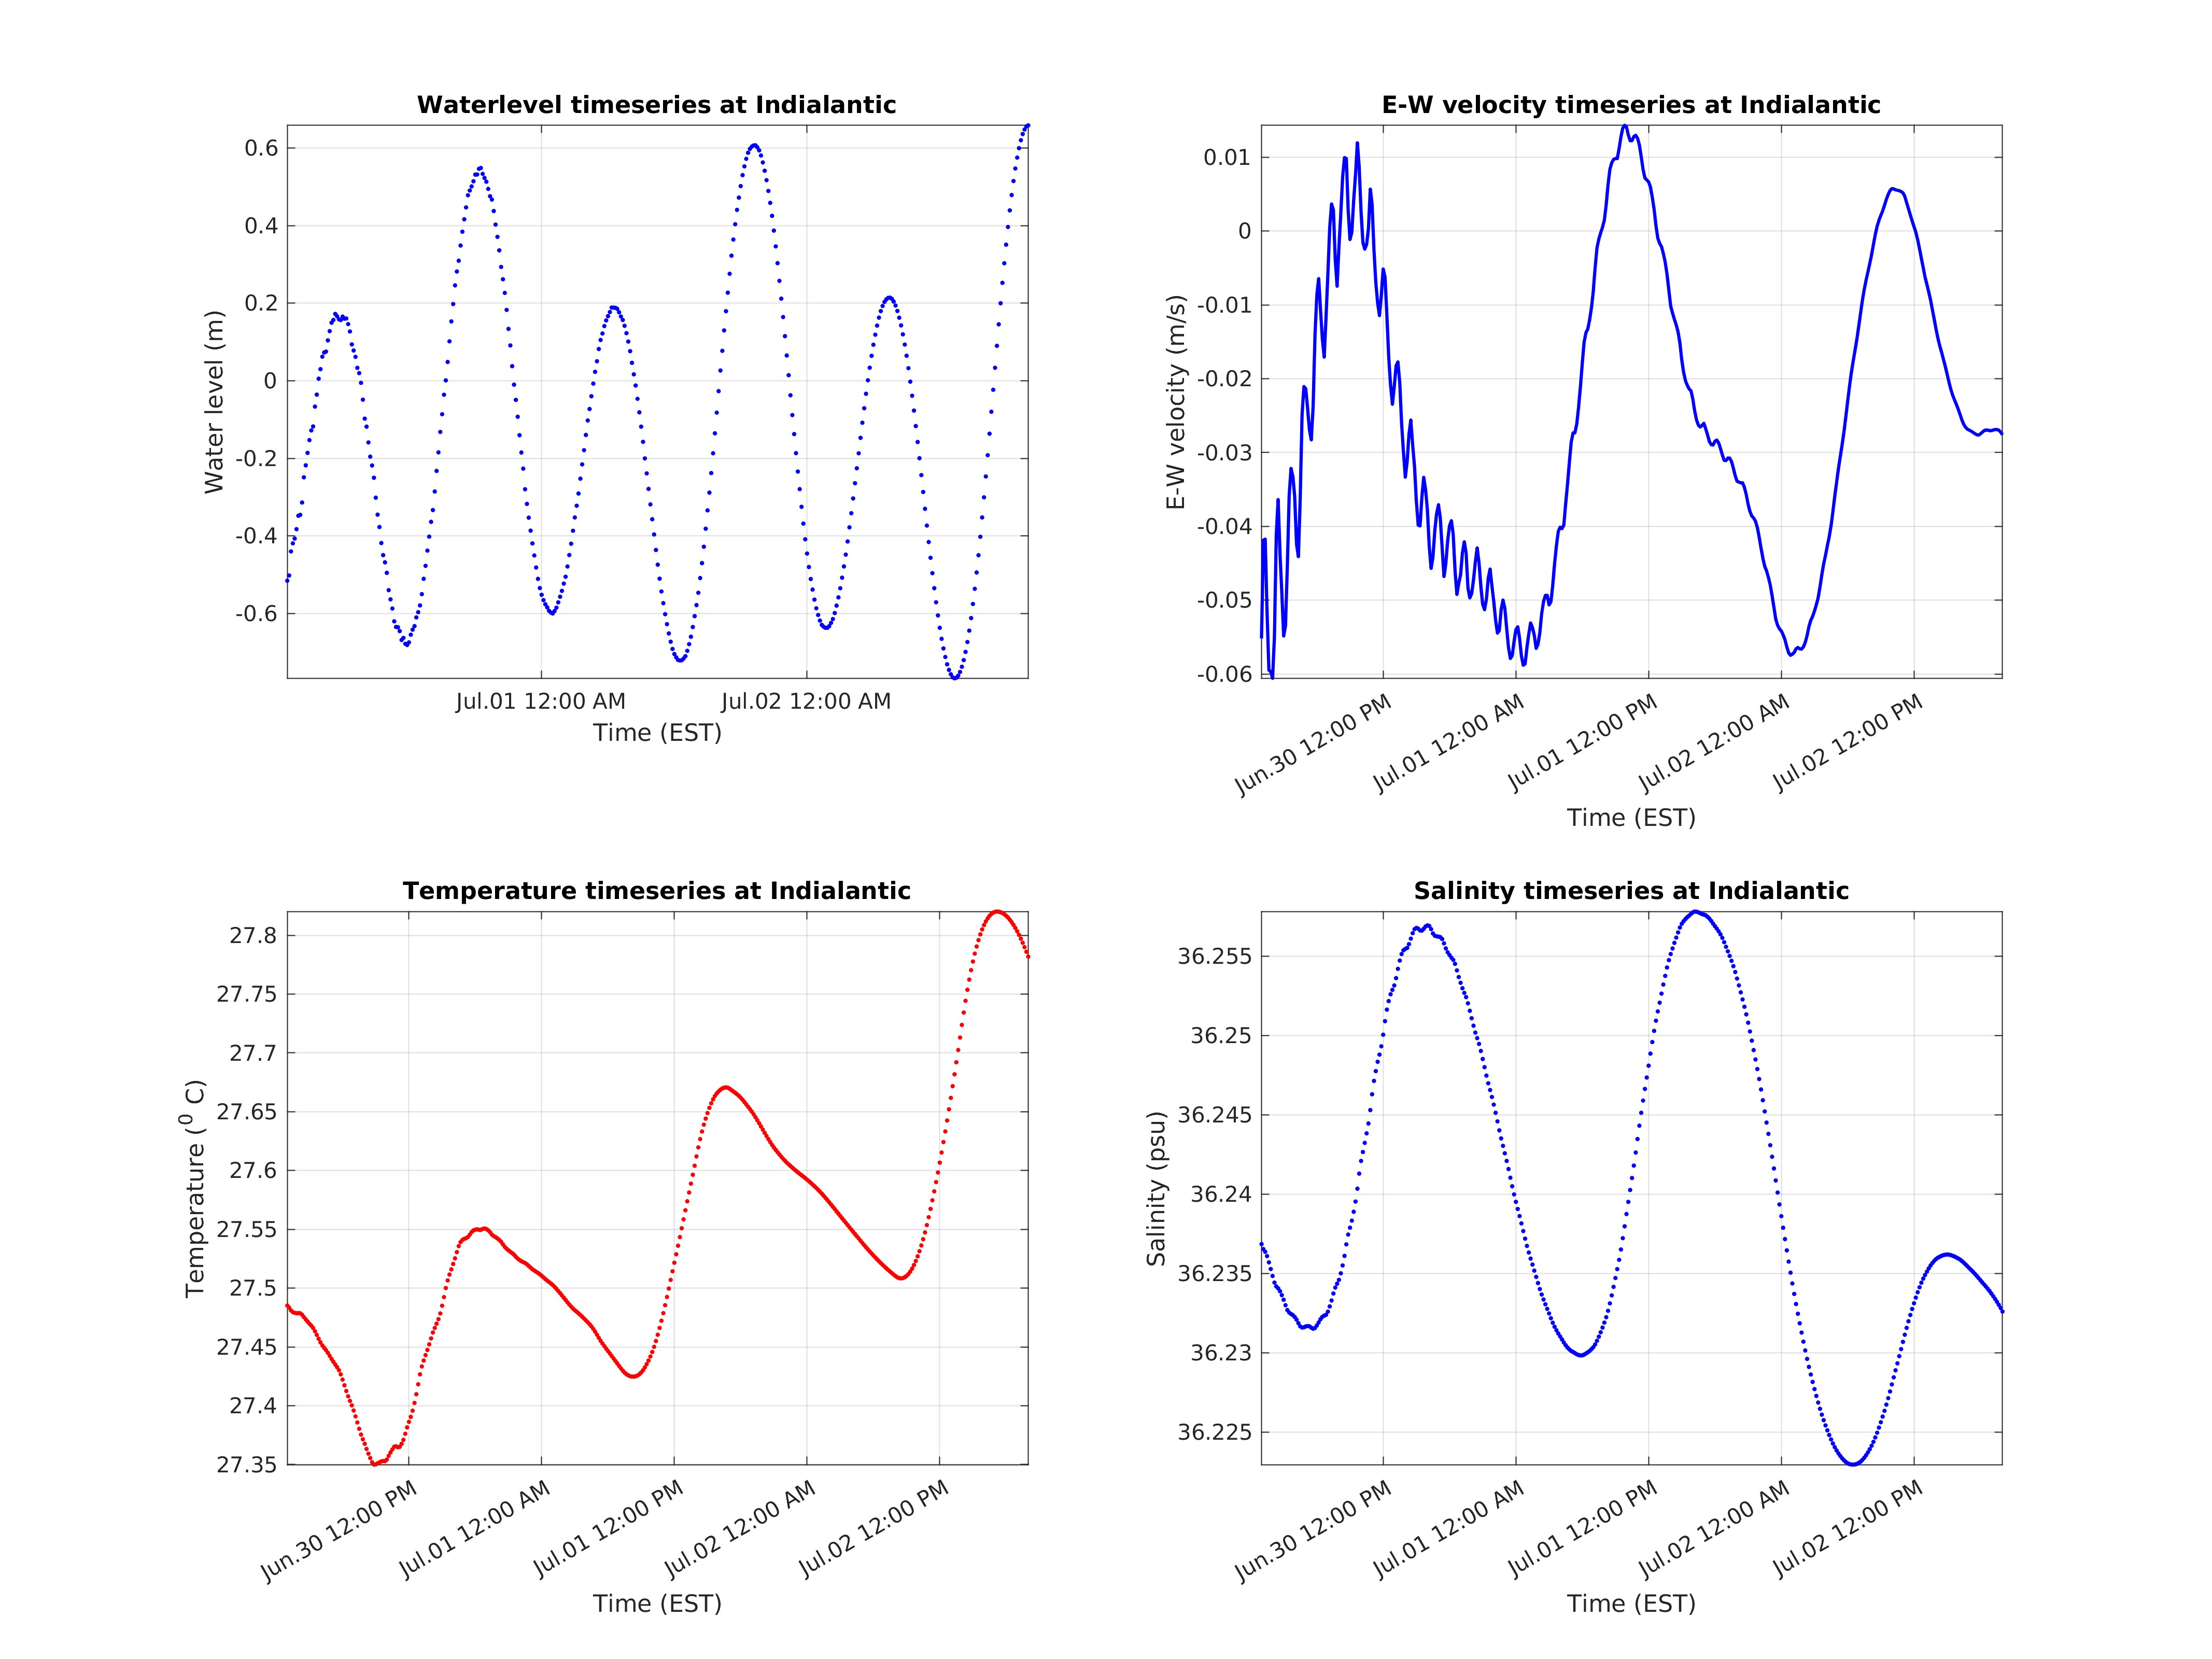 Waterlevel timeseries at Indialantic
0.6
0.4
0.2
0
-0.2
-0.4
-0.6
Water level (m)
Jul.01 12:00 AM
Jul.02 12:00 AM
Time (EST)
E-W velocity timeseries at Indialantic
0.01
0
-0.01
-0.02
-0.03
-0.04
-0.05
-0.06
E-W velocity (m/s)
Jun.30 12:00 PM
Jul.01 12:00 AM
Jul.01 12:00 PM
Jul.02 12:00 AM
Jul.02 12:00 PM
Time (EST)
Temperature timeseries at Indialantic
27.8
27.75
27.7
27.65
27.6
27.55
27.5
27.45
27.4
27.35
Temperature (⁰ C)
Jun.30 12:00 PM
Jul.01 12:00 AM
Jul.01 12:00 PM
Jul.02 12:00 AM
Jul.02 12:00 PM
Time (EST)
Salinity timeseries at Indialantic
36.255
36.25
36.245
36.24
36.235
36.23
36.225
Salinity (psu)
Jun.30 12:00 PM
Jul.01 12:00 AM
Jul.01 12:00 PM
Jul.02 12:00 AM
Jul.02 12:00 PM
Time (EST)